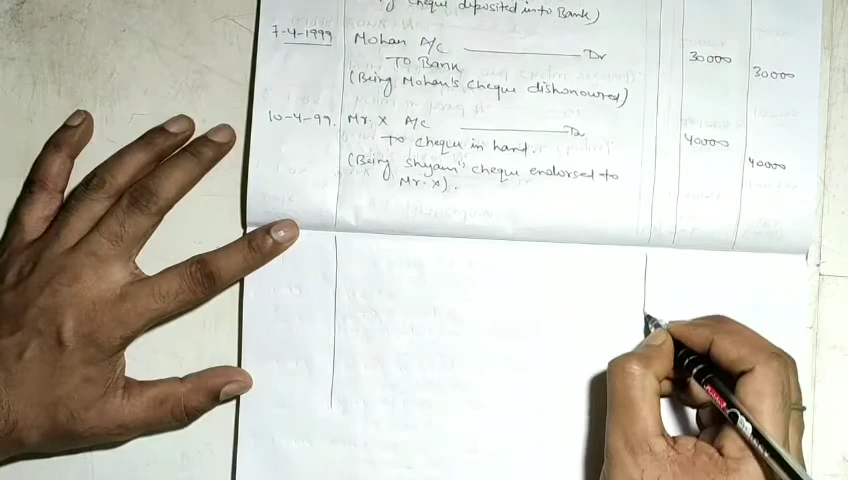 cheque deposited into Bank)
7-4-1999 Mohan A/c Dr 30000
To Bank 30000
(Being Mohan's cheque dishonoured)
10-4-99. Mr. X A/c Dr 40000
To cheque in hand. 40000
(Being Shyam's cheque endorsed to
Mr. X).